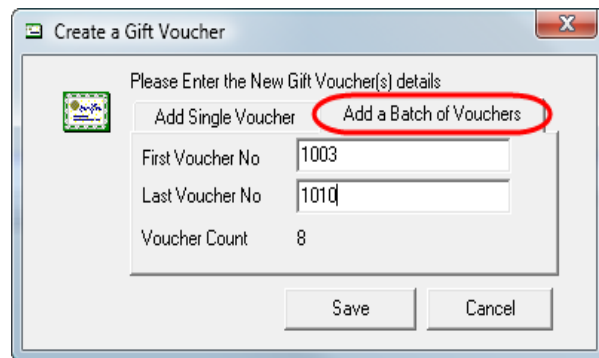 Create a Gift Voucher
Please Enter the New Gift Voucher(s) details
Add Single Voucher Add a Batch of Vouchers
First Voucher No 1003
Last Voucher No 1010
Voucher Count 8
Save Cancel